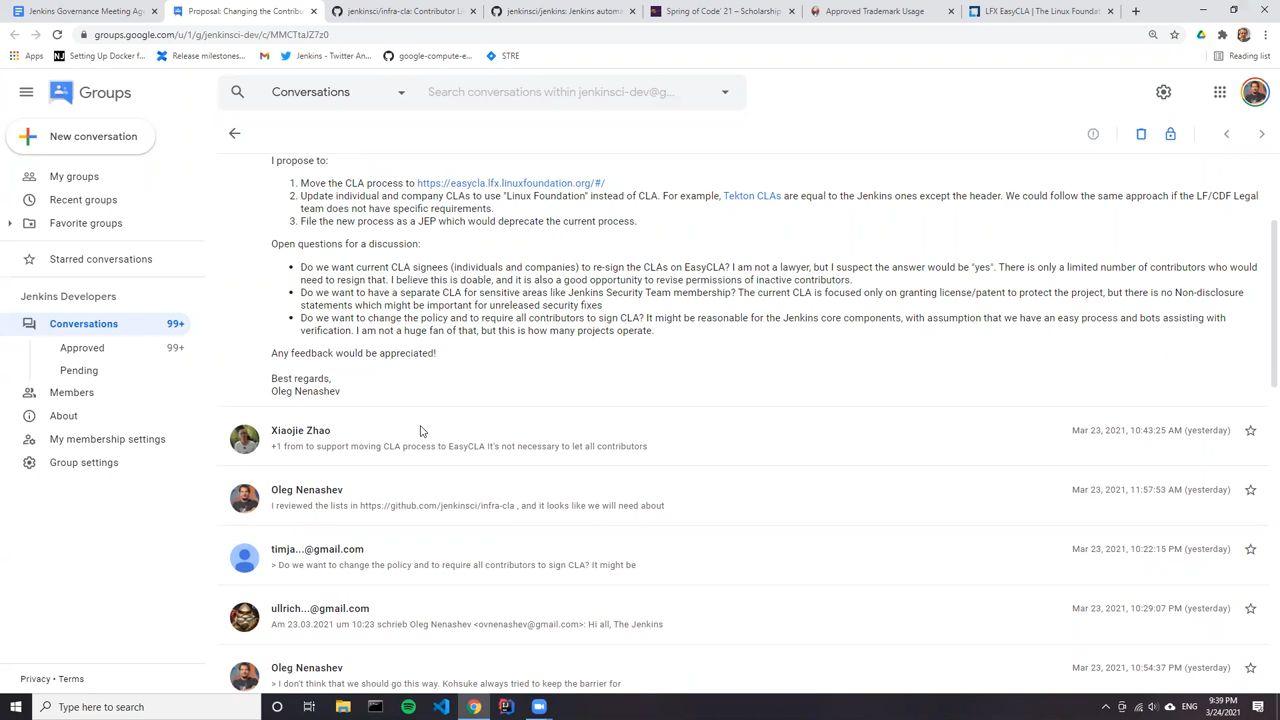 Jenkins Governance Meeting Age
Proposal: Changing the Contribu
jenkinsci/infra-cla: Contributor Li
jenkinsci/jenkins: Jenkins automa
Spring of Code' 21 – Scholarship
Approved Trademark Usage
LFX EasyCLA | The Linux Foundat
groups.google.com/u/1/g/jenkinsci-dev/c/MMCTtaJZ7z0
Apps
Setting Up Docker f...
Release milestones...
Jenkins - Twitter An...
google-compute-e...
STRE
Reading list
Groups
Conversations
Search conversations within jenkinsci-dev@g...
New conversation
My groups
Recent groups
Favorite groups
Starred conversations
Jenkins Developers
Conversations 99+
Approved 99+
Pending
Members
About
My membership settings
Group settings
Privacy • Terms
I propose to:
1. Move the CLA process to https://easycla.lfx.linuxfoundation.org/#/
2. Update individual and company CLAs to use "Linux Foundation" instead of CLA. For example, Tekton CLAs are equal to the Jenkins ones except the header. We could follow the same approach if the LF/CDF Legal
team does not have specific requirements.
3. File the new process as a JEP which would deprecate the current process.
Open questions for a discussion:
• Do we want current CLA signees (individuals and companies) to re-sign the CLAs on EasyCLA? I am not a lawyer, but I suspect the answer would be "yes". There is only a limited number of contributors who would
need to resign that. I believe this is doable, and it is also a good opportunity to revise permissions of inactive contributors.
• Do we want to have a separate CLA for sensitive areas like Jenkins Security Team membership? The current CLA is focused only on granting license/patent to protect the project, but there is no Non-disclosure
statements which might be important for unreleased security fixes
• Do we want to change the policy and to require all contributors to sign CLA? It might be reasonable for the Jenkins core components, with assumption that we have an easy process and bots assisting with
verification. I am not a huge fan of that, but this is how many projects operate.
Any feedback would be appreciated!
Best regards,
Oleg Nenashev
Xiaojie Zhao
Mar 23, 2021, 10:43:25 AM (yesterday)
+1 from to support moving CLA process to EasyCLA It's not necessary to let all contributors
Oleg Nenashev
Mar 23, 2021, 11:57:53 AM (yesterday)
I reviewed the lists in https://github.com/jenkinsci/infra-cla , and it looks like we will need about
timja...@gmail.com
Mar 23, 2021, 10:22:15 PM (yesterday)
> Do we want to change the policy and to require all contributors to sign CLA? It might be
ullrich...@gmail.com
Mar 23, 2021, 10:29:07 PM (yesterday)
Am 23.03.2021 um 10:23 schrieb Oleg Nenashev <ovnenashev@gmail.com>: Hi all, The Jenkins
Oleg Nenashev
Mar 23, 2021, 10:54:37 PM (yesterday)
> I don't think that we should go this way. Kohsuke always tried to keep the barrier for
Type here to search
ENG
9:39 PM
3/24/2021